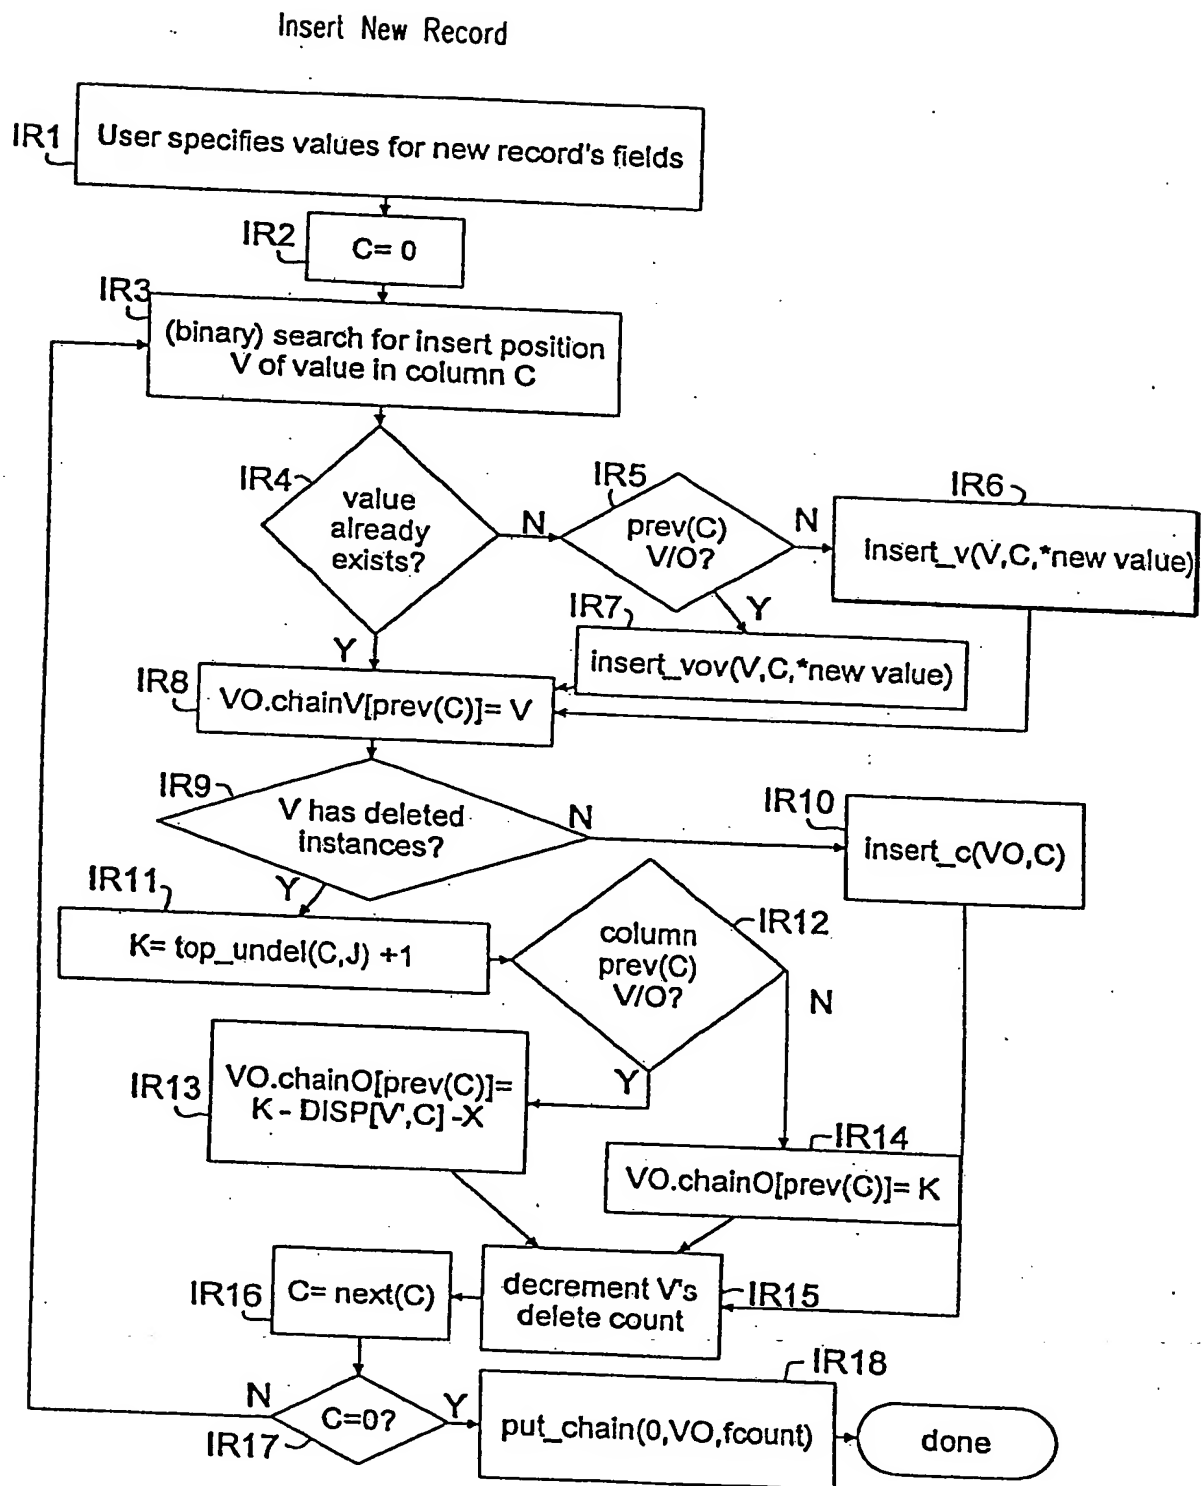 Insert New Record
IR1
User specifies values for new record's fields
IR2
C= 0
IR3
(binary) search for insert position
V of value in column C
IR4
value
already
exists?
N
Y
IR5
prev(C)
V/O?
N
Y
IR6
insert_v(V,C,*new value)
IR7
insert_vov(V,C,*new value)
IR8
VO.chainV[prev(C)]= V
IR9
V has deleted
instances?
N
Y
IR10
insert_c(VO,C)
IR11
K= top_undel(C,J) +1
IR12
column
prev(C)
V/O?
N
Y
IR13
VO.chainO[prev(C)]=
K - DISP[V',C] -X
IR14
VO.chainO[prev(C)]= K
IR15
decrement V's
delete count
IR16
C= next(C)
IR17
C=0?
N
Y
IR18
put_chain(0,VO,fcount)
done